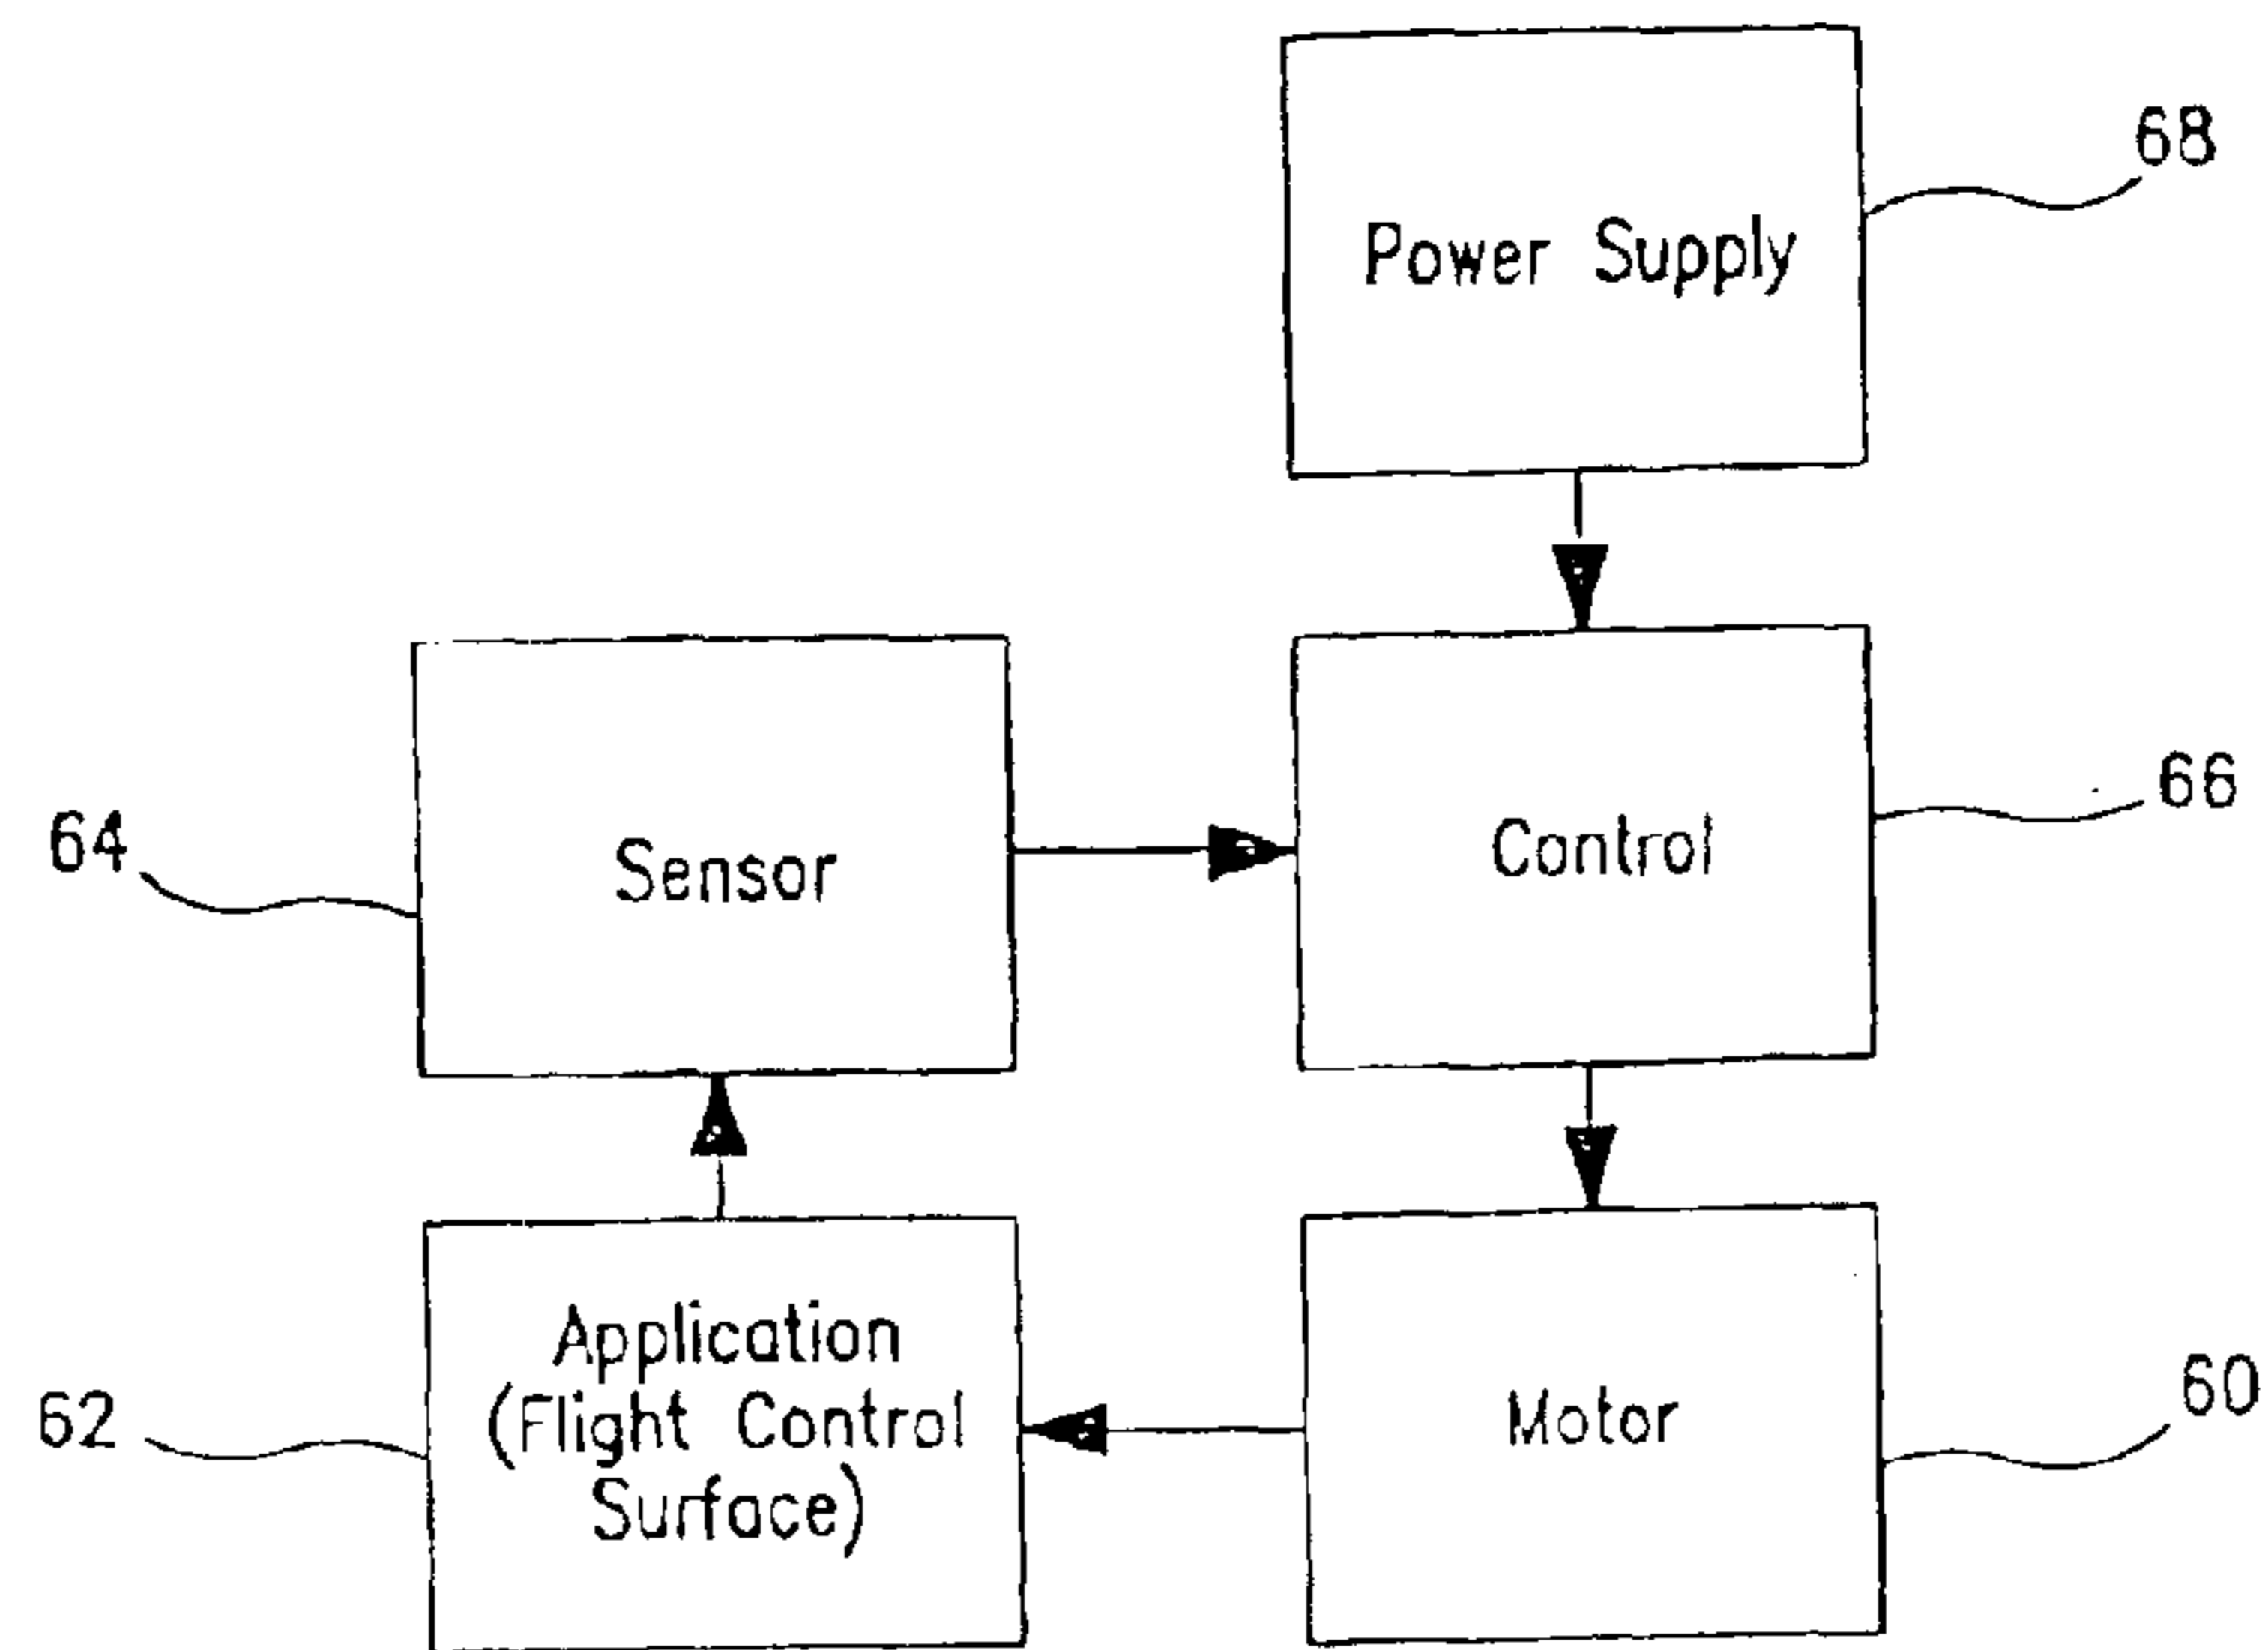 68
Power Supply
64
Sensor
Control
66
62
Application
(Flight Control
Surface)
Motor
60